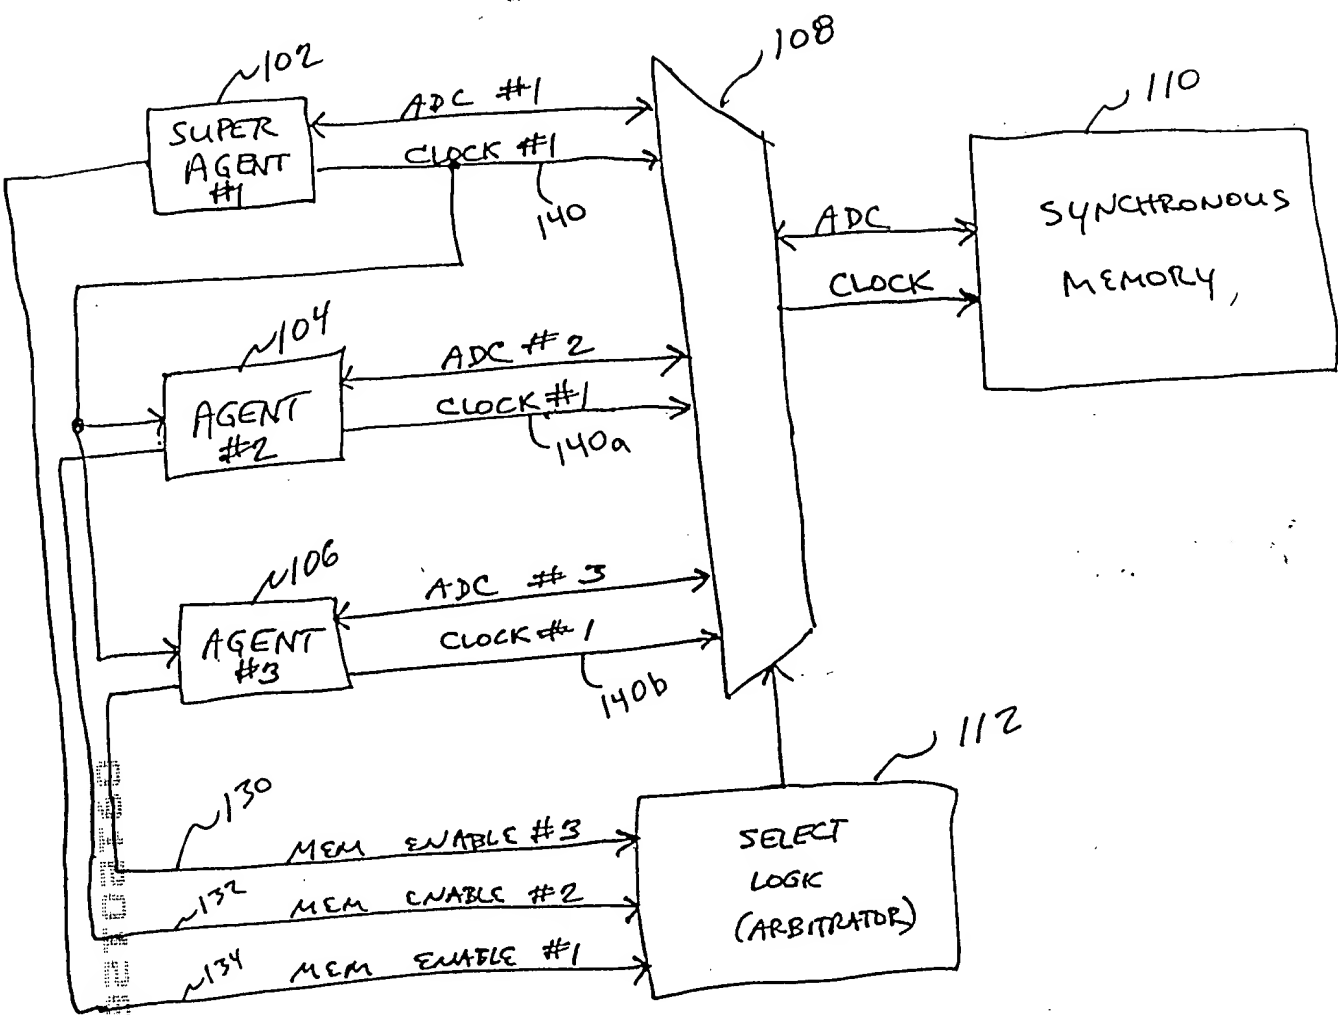 102
108
110
SUPER
AGENT
#1
ADC #1
CLOCK #1
140
SYNCHRONOUS
MEMORY,
ADC
CLOCK
104
AGENT
#2
ADC #2
CLOCK #1
140a
106
AGENT
#3
ADC #3
CLOCK #1
140b
112
130
MEM ENABLE #3
132
MEM ENABLE #2
134
MEM ENABLE #1
SELECT
LOGIC
(ARBITRATOR)